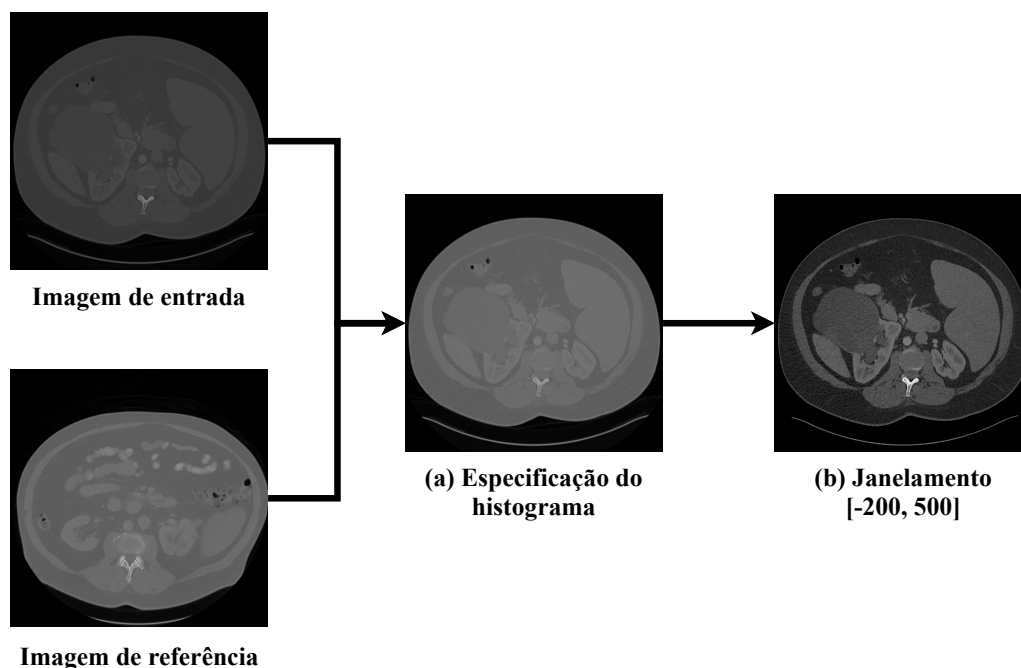 Imagem de entrada
Imagem de referência
(a) Especificação do
histograma
(b) Janelamento
[-200, 500]